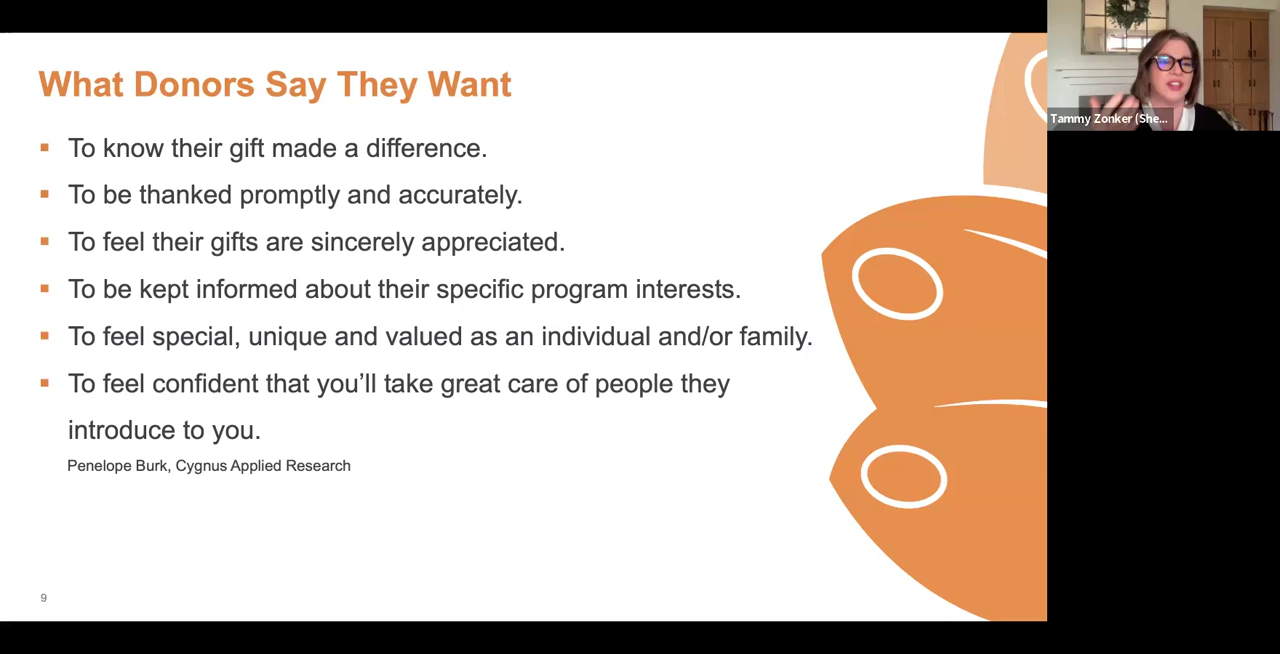 What Donors Say They Want
▪ To know their gift made a difference.
▪ To be thanked promptly and accurately.
▪ To feel their gifts are sincerely appreciated.
▪ To be kept informed about their specific program interests.
▪ To feel special, unique and valued as an individual and/or family.
▪ To feel confident that you’ll take great care of people they
introduce to you.
Penelope Burk, Cygnus Applied Research
9
Tammy Zonker (She...